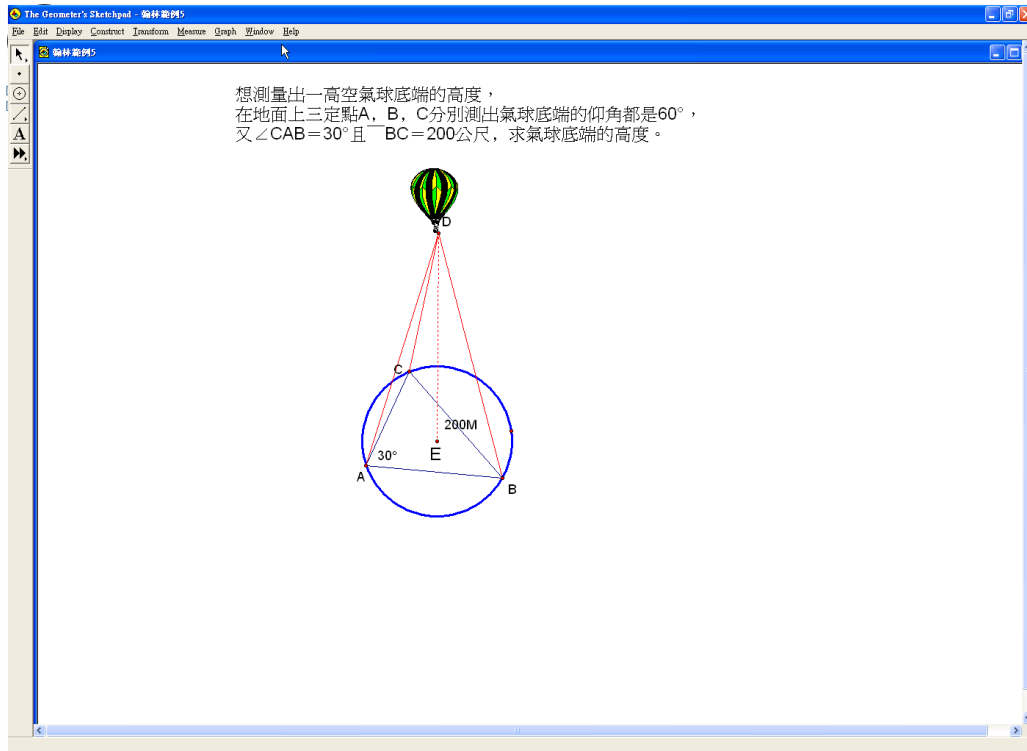 The Geometer's Sketchpad - 翰林範例5
File Edit Display Construct Transform Measure Graph Window Help
翰林範例5
A
想測量出一高空氣球底端的高度，
在地面上三定點A，B，C分別測出氣球底端的仰角都是60°，
又∠CAB＝30°且¯BC＝200公尺，求氣球底端的高度。
D
C
200M
30°
E
A
B